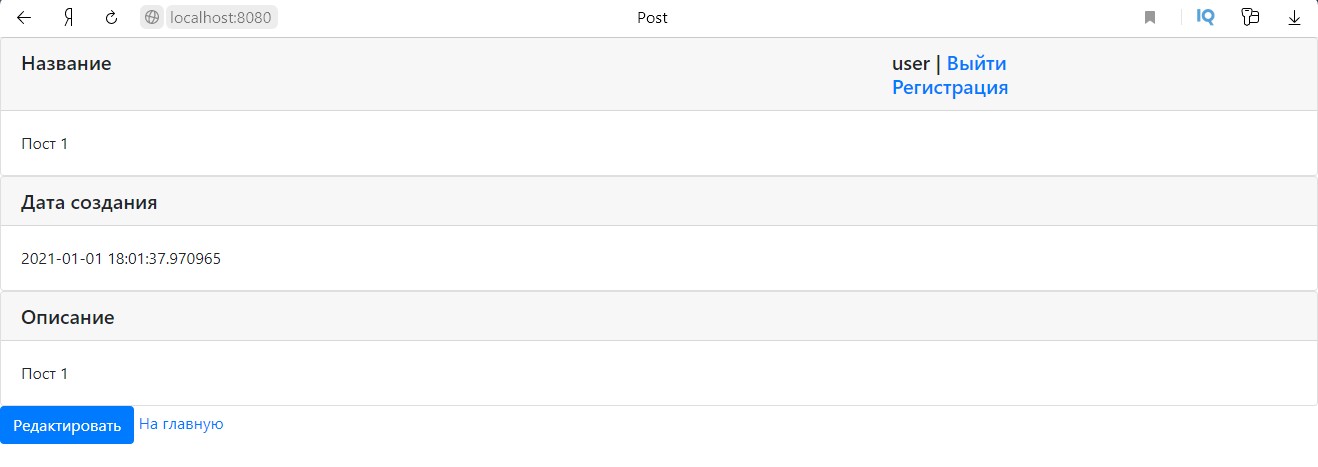 Я localhost:8080 Post IQ
Название user | Выйти
Регистрация
Пост 1
Дата создания
2021-01-01 18:01:37.970965
Описание
Пост 1
Редактировать На главную